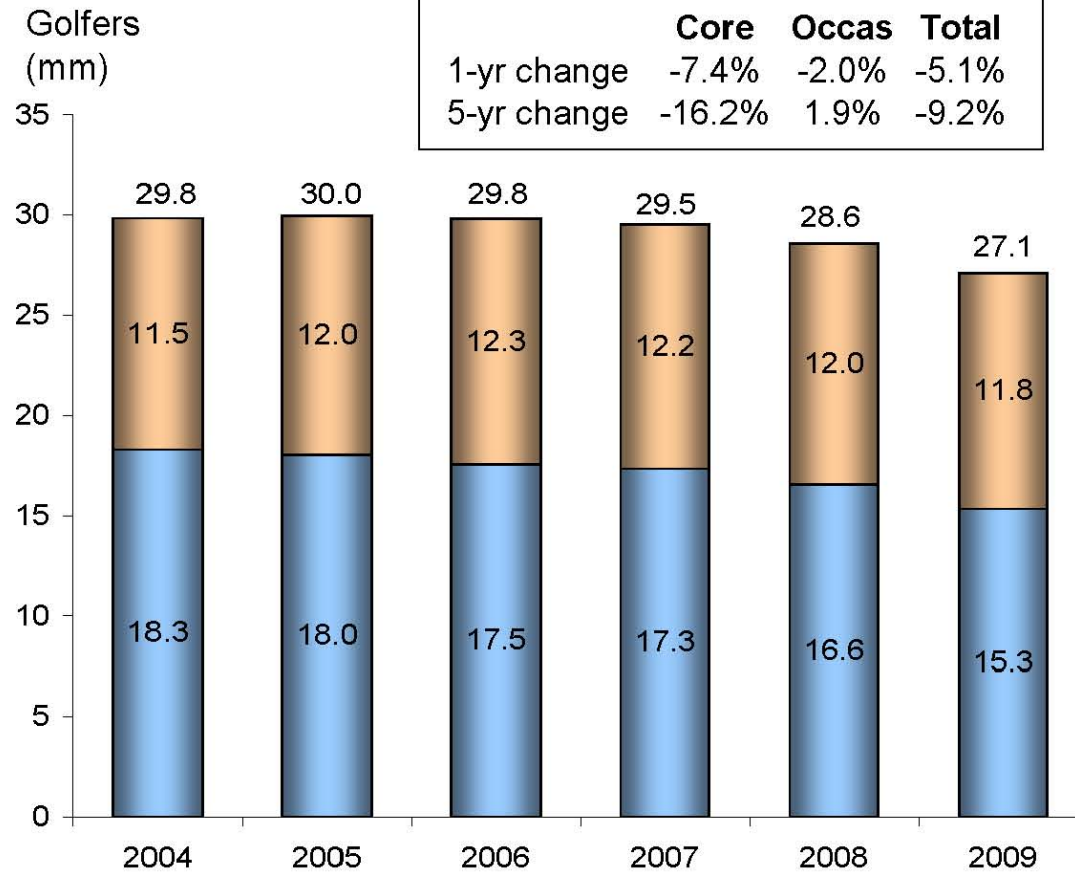 Golfers
(mm)
Core Occas Total
1-yr change -7.4% -2.0% -5.1%
5-yr change -16.2% 1.9% -9.2%
35
30
25
20
15
10
5
0
29.8 30.0 29.8 29.5 28.6 27.1
11.5 12.0 12.3 12.2 12.0 11.8
18.3 18.0 17.5 17.3 16.6 15.3
2004 2005 2006 2007 2008 2009